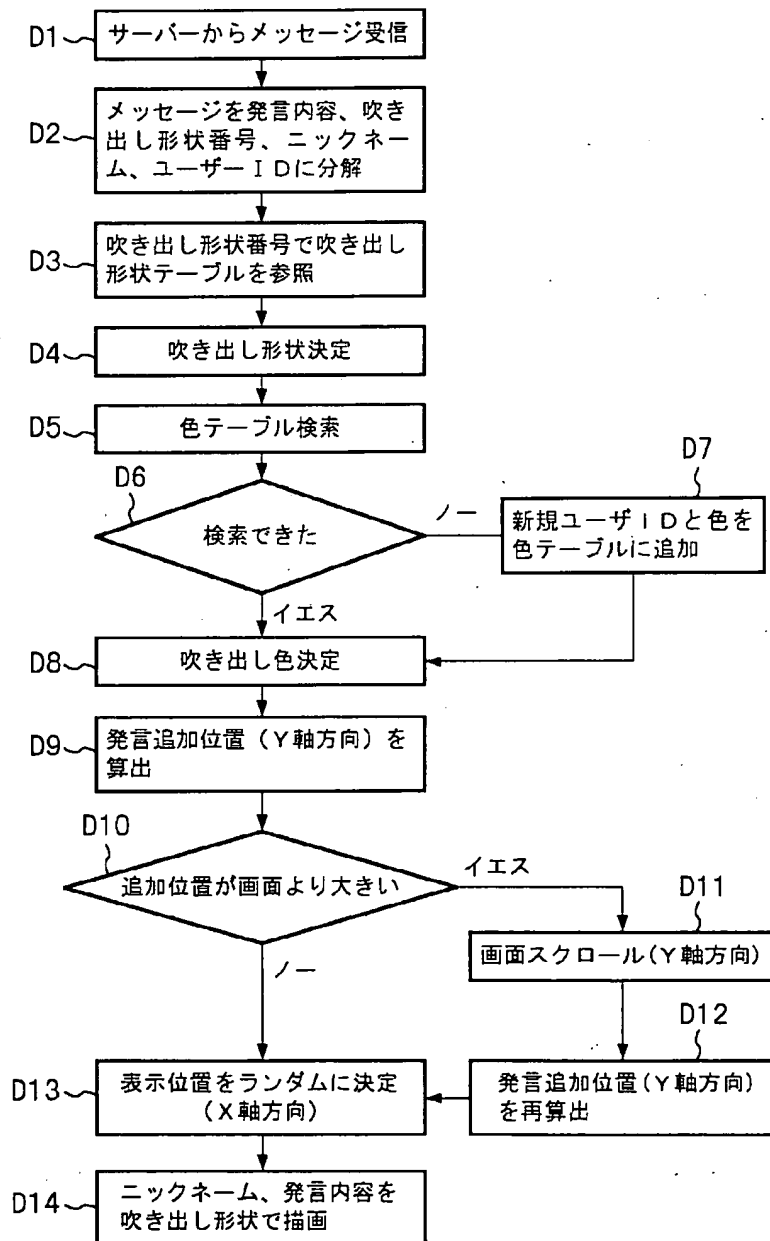 D1
サーバーからメッセージ受信
D2
メッセージを発言内容、吹き
出し形状番号、ニックネー
ム、ユーザーＩＤに分解
D3
吹き出し形状番号で吹き出し
形状テーブルを参照
D4
吹き出し形状決定
D5
色テーブル検索
D6
検索できた
ノー
D7
新規ユーザＩＤと色を
色テーブルに追加
イエス
D8
吹き出し色決定
D9
発言追加位置（Ｙ軸方向）を
算出
D10
追加位置が画面より大きい
イエス
D11
画面スクロール(Ｙ軸方向)
ノー
D12
発言追加位置(Ｙ軸方向)
を再算出
D13
表示位置をランダムに決定
（Ｘ軸方向）
D14
ニックネーム、発言内容を
吹き出し形状で描画